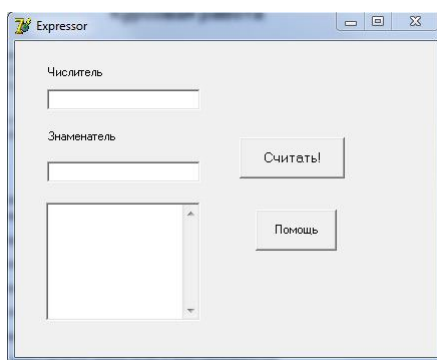 Expressor
Числитель
Знаменатель
Считать!
Помощь